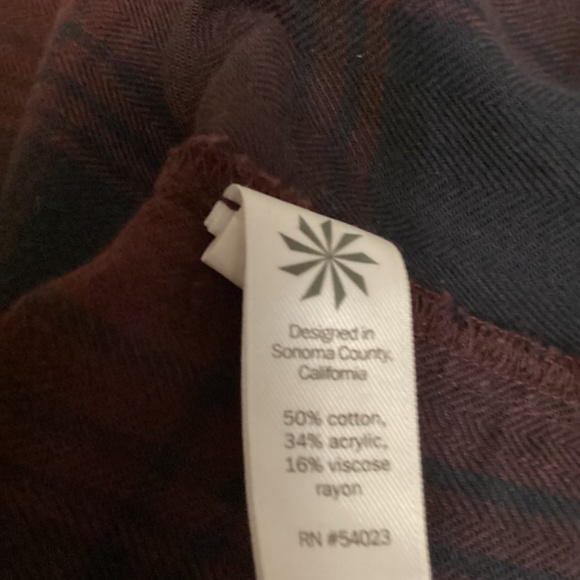 Designed in
Sonoma County,
California
50% cotton,
34% acrylic,
16% viscose
rayon
RN #54023